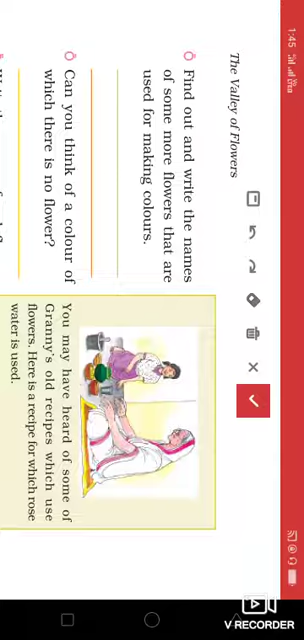 1:45
The Valley of Flowers
Find out and write the names
of some more flowers that are
used for making colours.
Can you think of a colour of
which there is no flower?
You may have heard of some of
Granny's old recipes which use
flowers. Here is a recipe for which rose
water is used.
V RECORDER